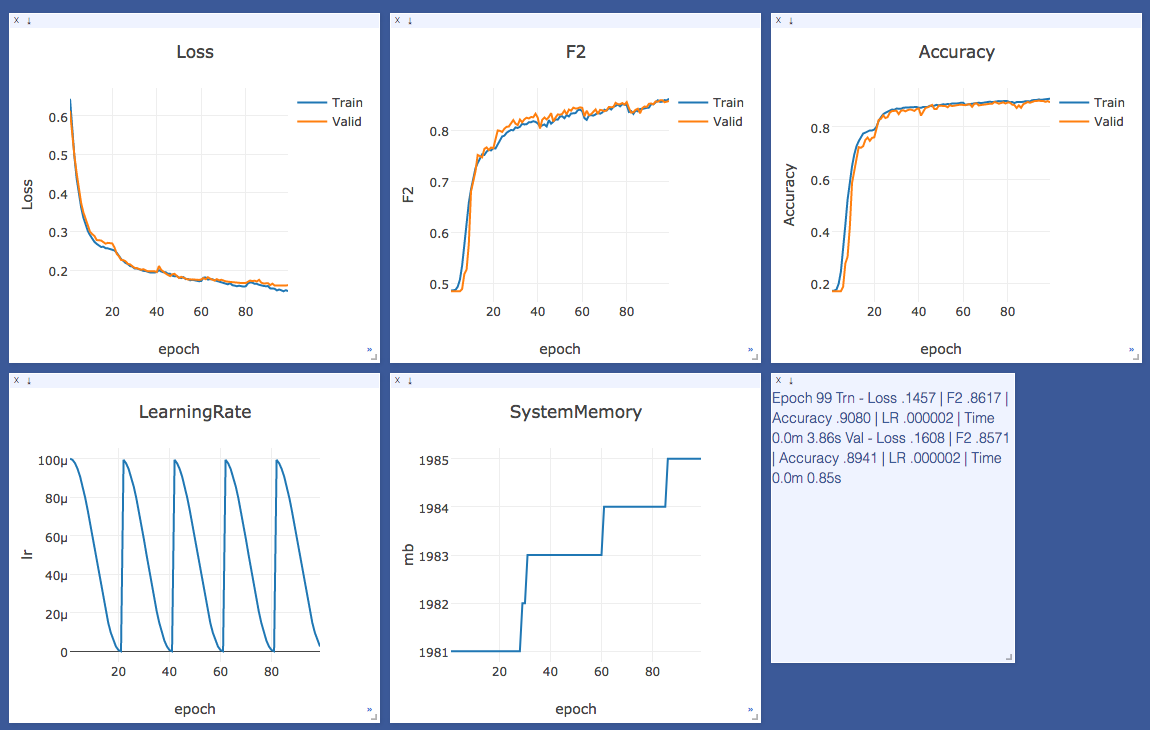 X ↓
Loss
Train
Valid
0.6
0.5
0.4
0.3
0.2
Loss
20 40 60 80
epoch
»
X ↓
F2
Train
Valid
0.8
0.7
0.6
0.5
F2
20 40 60 80
epoch
»
X ↓
Accuracy
Train
Valid
0.8
0.6
0.4
0.2
Accuracy
20 40 60 80
epoch
»
X ↓
LearningRate
100μ
80μ
60μ
40μ
20μ
0
lr
20 40 60 80
epoch
»
X ↓
SystemMemory
1985
1984
1983
1982
1981
mb
20 40 60 80
epoch
»
X ↓
Epoch 99 Trn - Loss .1457 | F2 .8617 |
Accuracy .9080 | LR .000002 | Time
0.0m 3.86s Val - Loss .1608 | F2 .8571
| Accuracy .8941 | LR .000002 | Time
0.0m 0.85s